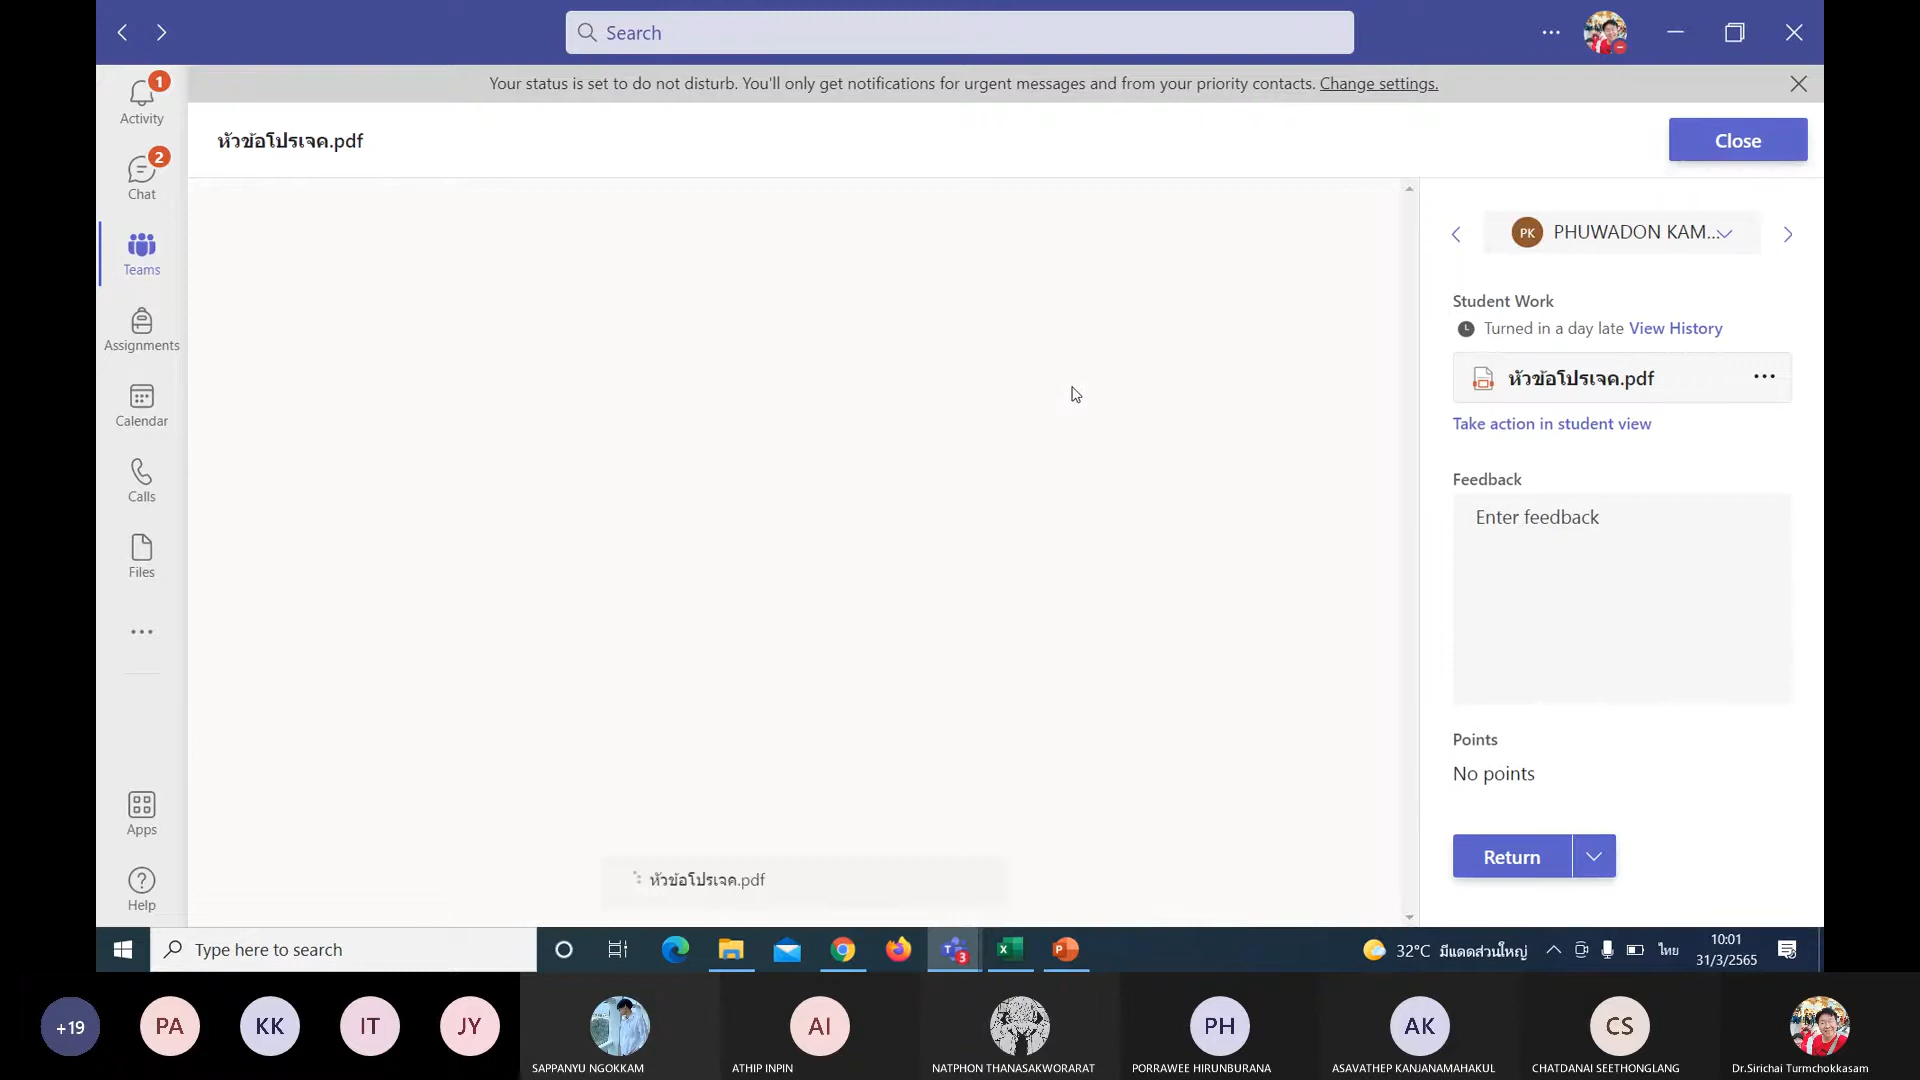 Search
Your status is set to do not disturb. You'll only get notifications for urgent messages and from your priority contacts. Change settings.
1
Activity
2
Chat
Teams
Assignments
Calendar
Calls
Files
Apps
Help
หัวข้อโปรเจค.pdf
Close
PK
PHUWADON KAM...
Student Work
Turned in a day late View History
หัวข้อโปรเจค.pdf
Take action in student view
Feedback
Enter feedback
Points
No points
Return
หัวข้อโปรเจค.pdf
Type here to search
3
32°C มีแดดส่วนใหญ่
ไทย
10:01
31/3/2565
+19
PA
KK
IT
JY
SAPPANYU NGOKKAM
AI
ATHIP INPIN
NATPHON THANASAKWORARAT
PH
PORRAWEE HIRUNBURANA
AK
ASAVATHEP KANJANAMAHAKUL
CS
CHATDANAI SEETHONGLANG
Dr.Sirichai Turmchokkasam